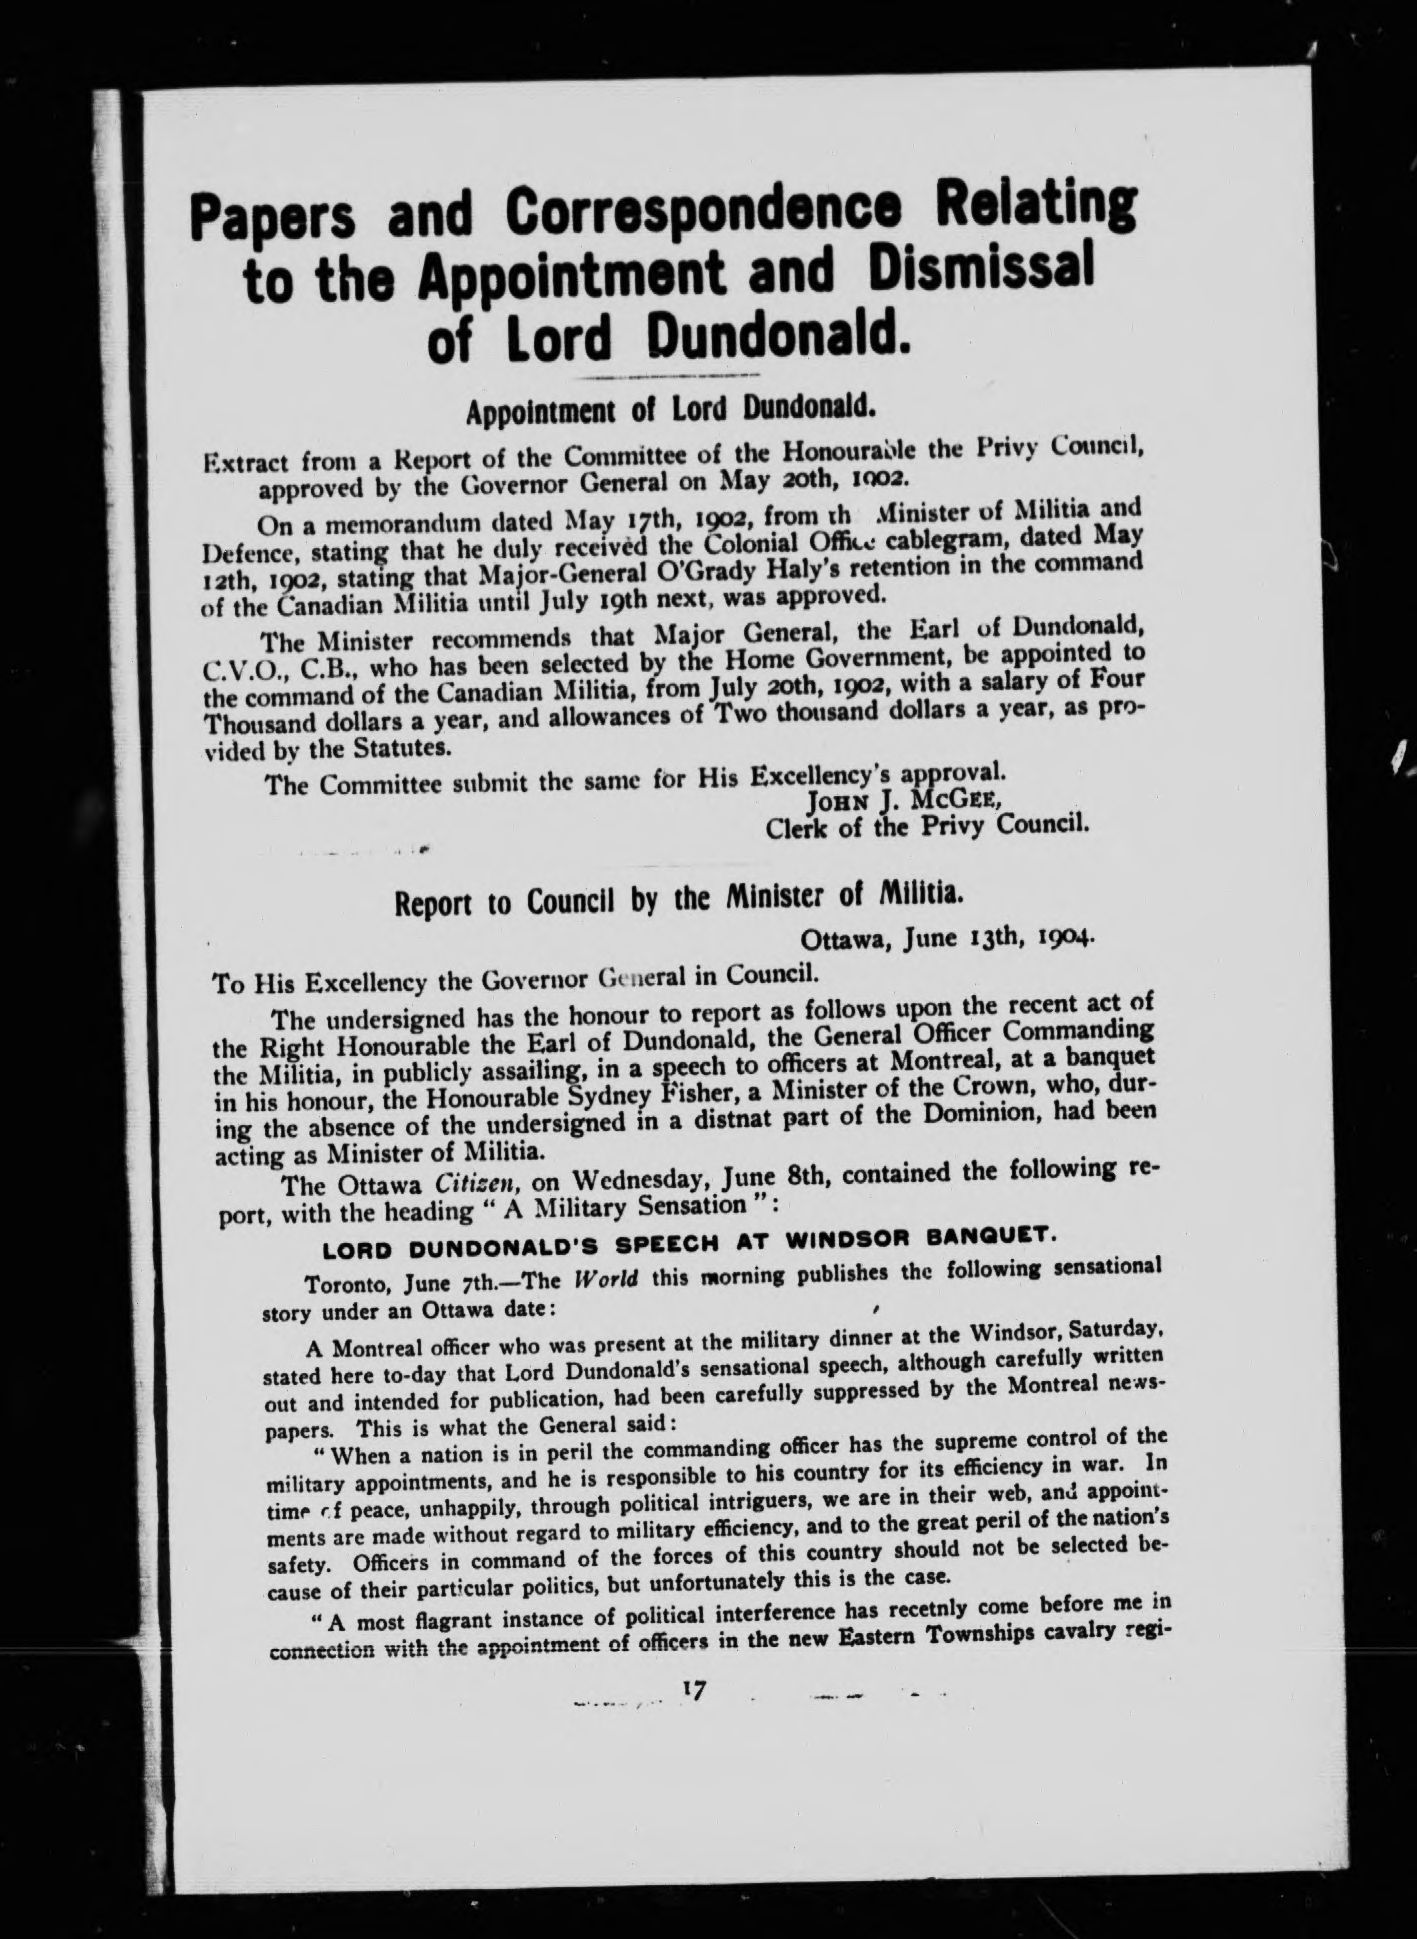 Papers and Correspondence Relating
to the Appointment and Dismissal
of Lord Dundonald.
Appointment of Lord Dundonald.
Extract from a Report of the Committee of the Honourable the Privy Council,
approved by the Governor General on May 20th, 1902.
On a memorandum dated May 17th, 1902, from th Minister of Militia and
Defence, stating that he duly received the Colonial Office cablegram, dated May
12th, 1902, stating that Major-General O'Grady Haly's retention in the command
of the Canadian Militia until July 19th next, was approved.
The Minister recommends that Major General, the Earl of Dundonald,
C.V.O., C.B., who has been selected by the Home Government, be appointed to
the command of the Canadian Militia, from July 20th, 1902, with a salary of Four
Thousand dollars a year, and allowances of Two thousand dollars a year, as pro-
vided by the Statutes.
The Committee submit the same for His Excellency's approval.
JOHN J. MCGEE,
Clerk of the Privy Council.
Report to Council by the Minister of Militia.
Ottawa, June 13th, 1904.
To His Excellency the Governor General in Council.
The undersigned has the honour to report as follows upon the recent act of
the Right Honourable the Earl of Dundonald, the General Officer Commanding
the Militia, in publicly assailing, in a speech to officers at Montreal, at a banquet
in his honour, the Honourable Sydney Fisher, a Minister of the Crown, who, dur-
ing the absence of the undersigned in a distnat part of the Dominion, had been
acting as Minister of Militia.
The Ottawa Citizen, on Wednesday, June 8th, contained the following re-
port, with the heading " A Military Sensation ":
LORD DUNDONALD'S SPEECH AT WINDSOR BANQUET.
Toronto, June 7th.—The World this morning publishes the following sensational
story under an Ottawa date:
A Montreal officer who was present at the military dinner at the Windsor, Saturday,
stated here to-day that Lord Dundonald's sensational speech, although carefully written
out and intended for publication, had been carefully suppressed by the Montreal news-
papers. This is what the General said:
" When a nation is in peril the commanding officer has the supreme control of the
military appointments, and he is responsible to his country for its efficiency in war. In
time of peace, unhappily, through political intriguers, we are in their web, and appoint-
ments are made without regard to military efficiency, and to the great peril of the nation's
safety. Officers in command of the forces of this country should not be selected be-
cause of their particular politics, but unfortunately this is the case.
" A most flagrant instance of political interference has recetnly come before me in
connection with the appointment of officers in the new Eastern Townships cavalry regi-
17